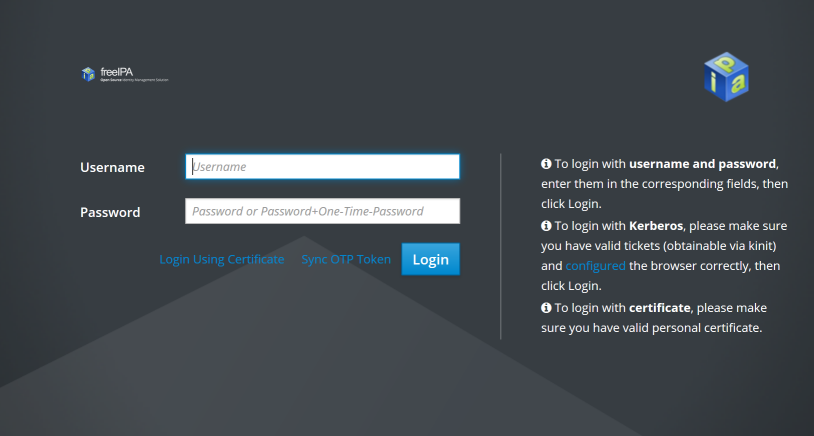 freeIPA
Open Source Identity Management Solution
Username
Username
Password
Password or Password+One-Time-Password
Login Using Certificate
Sync OTP Token
Login
To login with username and password,
enter them in the corresponding fields, then
click Login.
To login with Kerberos, please make sure
you have valid tickets (obtainable via kinit)
and configured the browser correctly, then
click Login.
To login with certificate, please make
sure you have valid personal certificate.
i
p
a